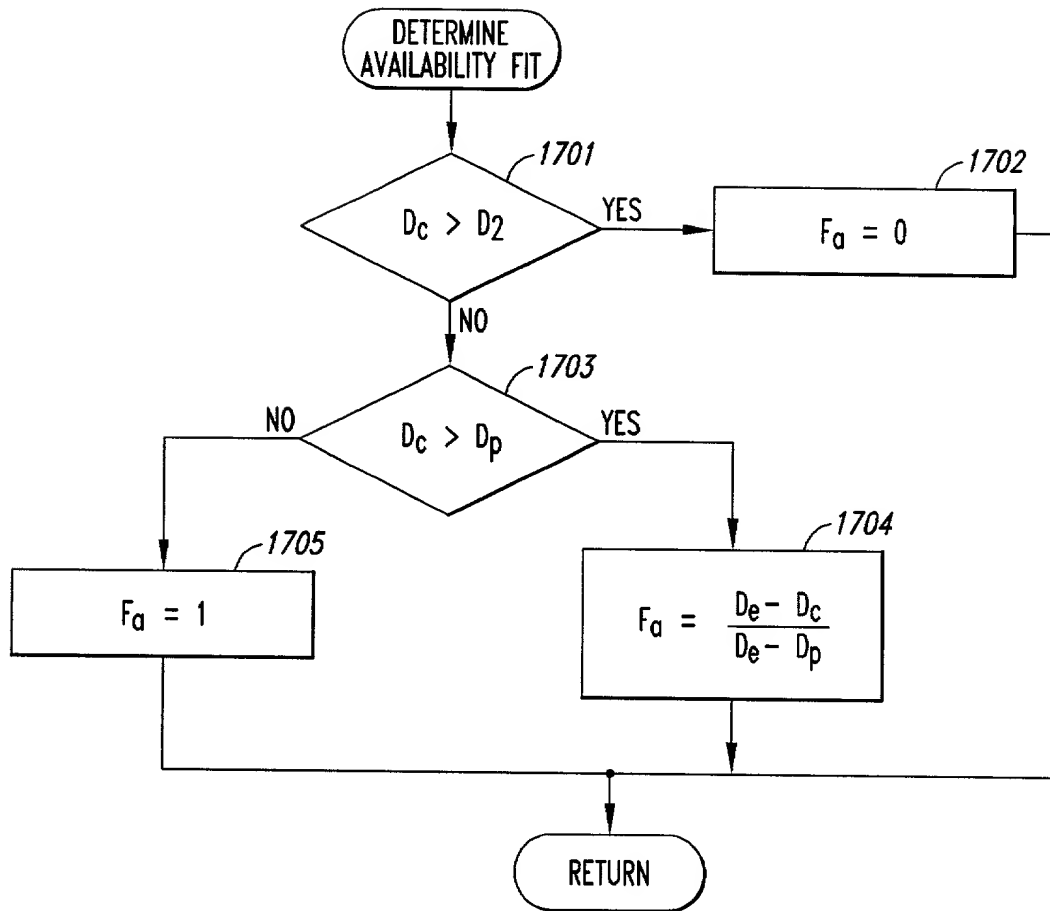 DETERMINE
AVAILABILITY FIT
1701
1702
Dc > D2
YES
Fa = 0
NO
1703
NO
Dc > Dp
YES
1705
1704
Fa = 1
Fa = De - Dc
De - Dp
RETURN